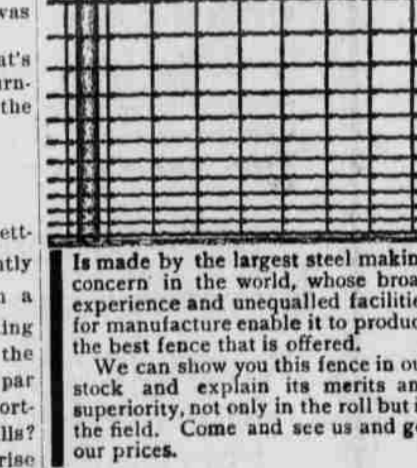 was
at's
rn-
the
ett-
tly
a
ing
the
par
ort-
lls?
rise
Is made by the largest steel makin
concern in the world, whose broa
experience and unequalled faciliti
for manufacture enable it to produc
the best fence that is offered.
We can show you this fence in ou
stock and explain its merits an
superiority, not only in the roll but i
the field. Come and see us and ge
our prices.